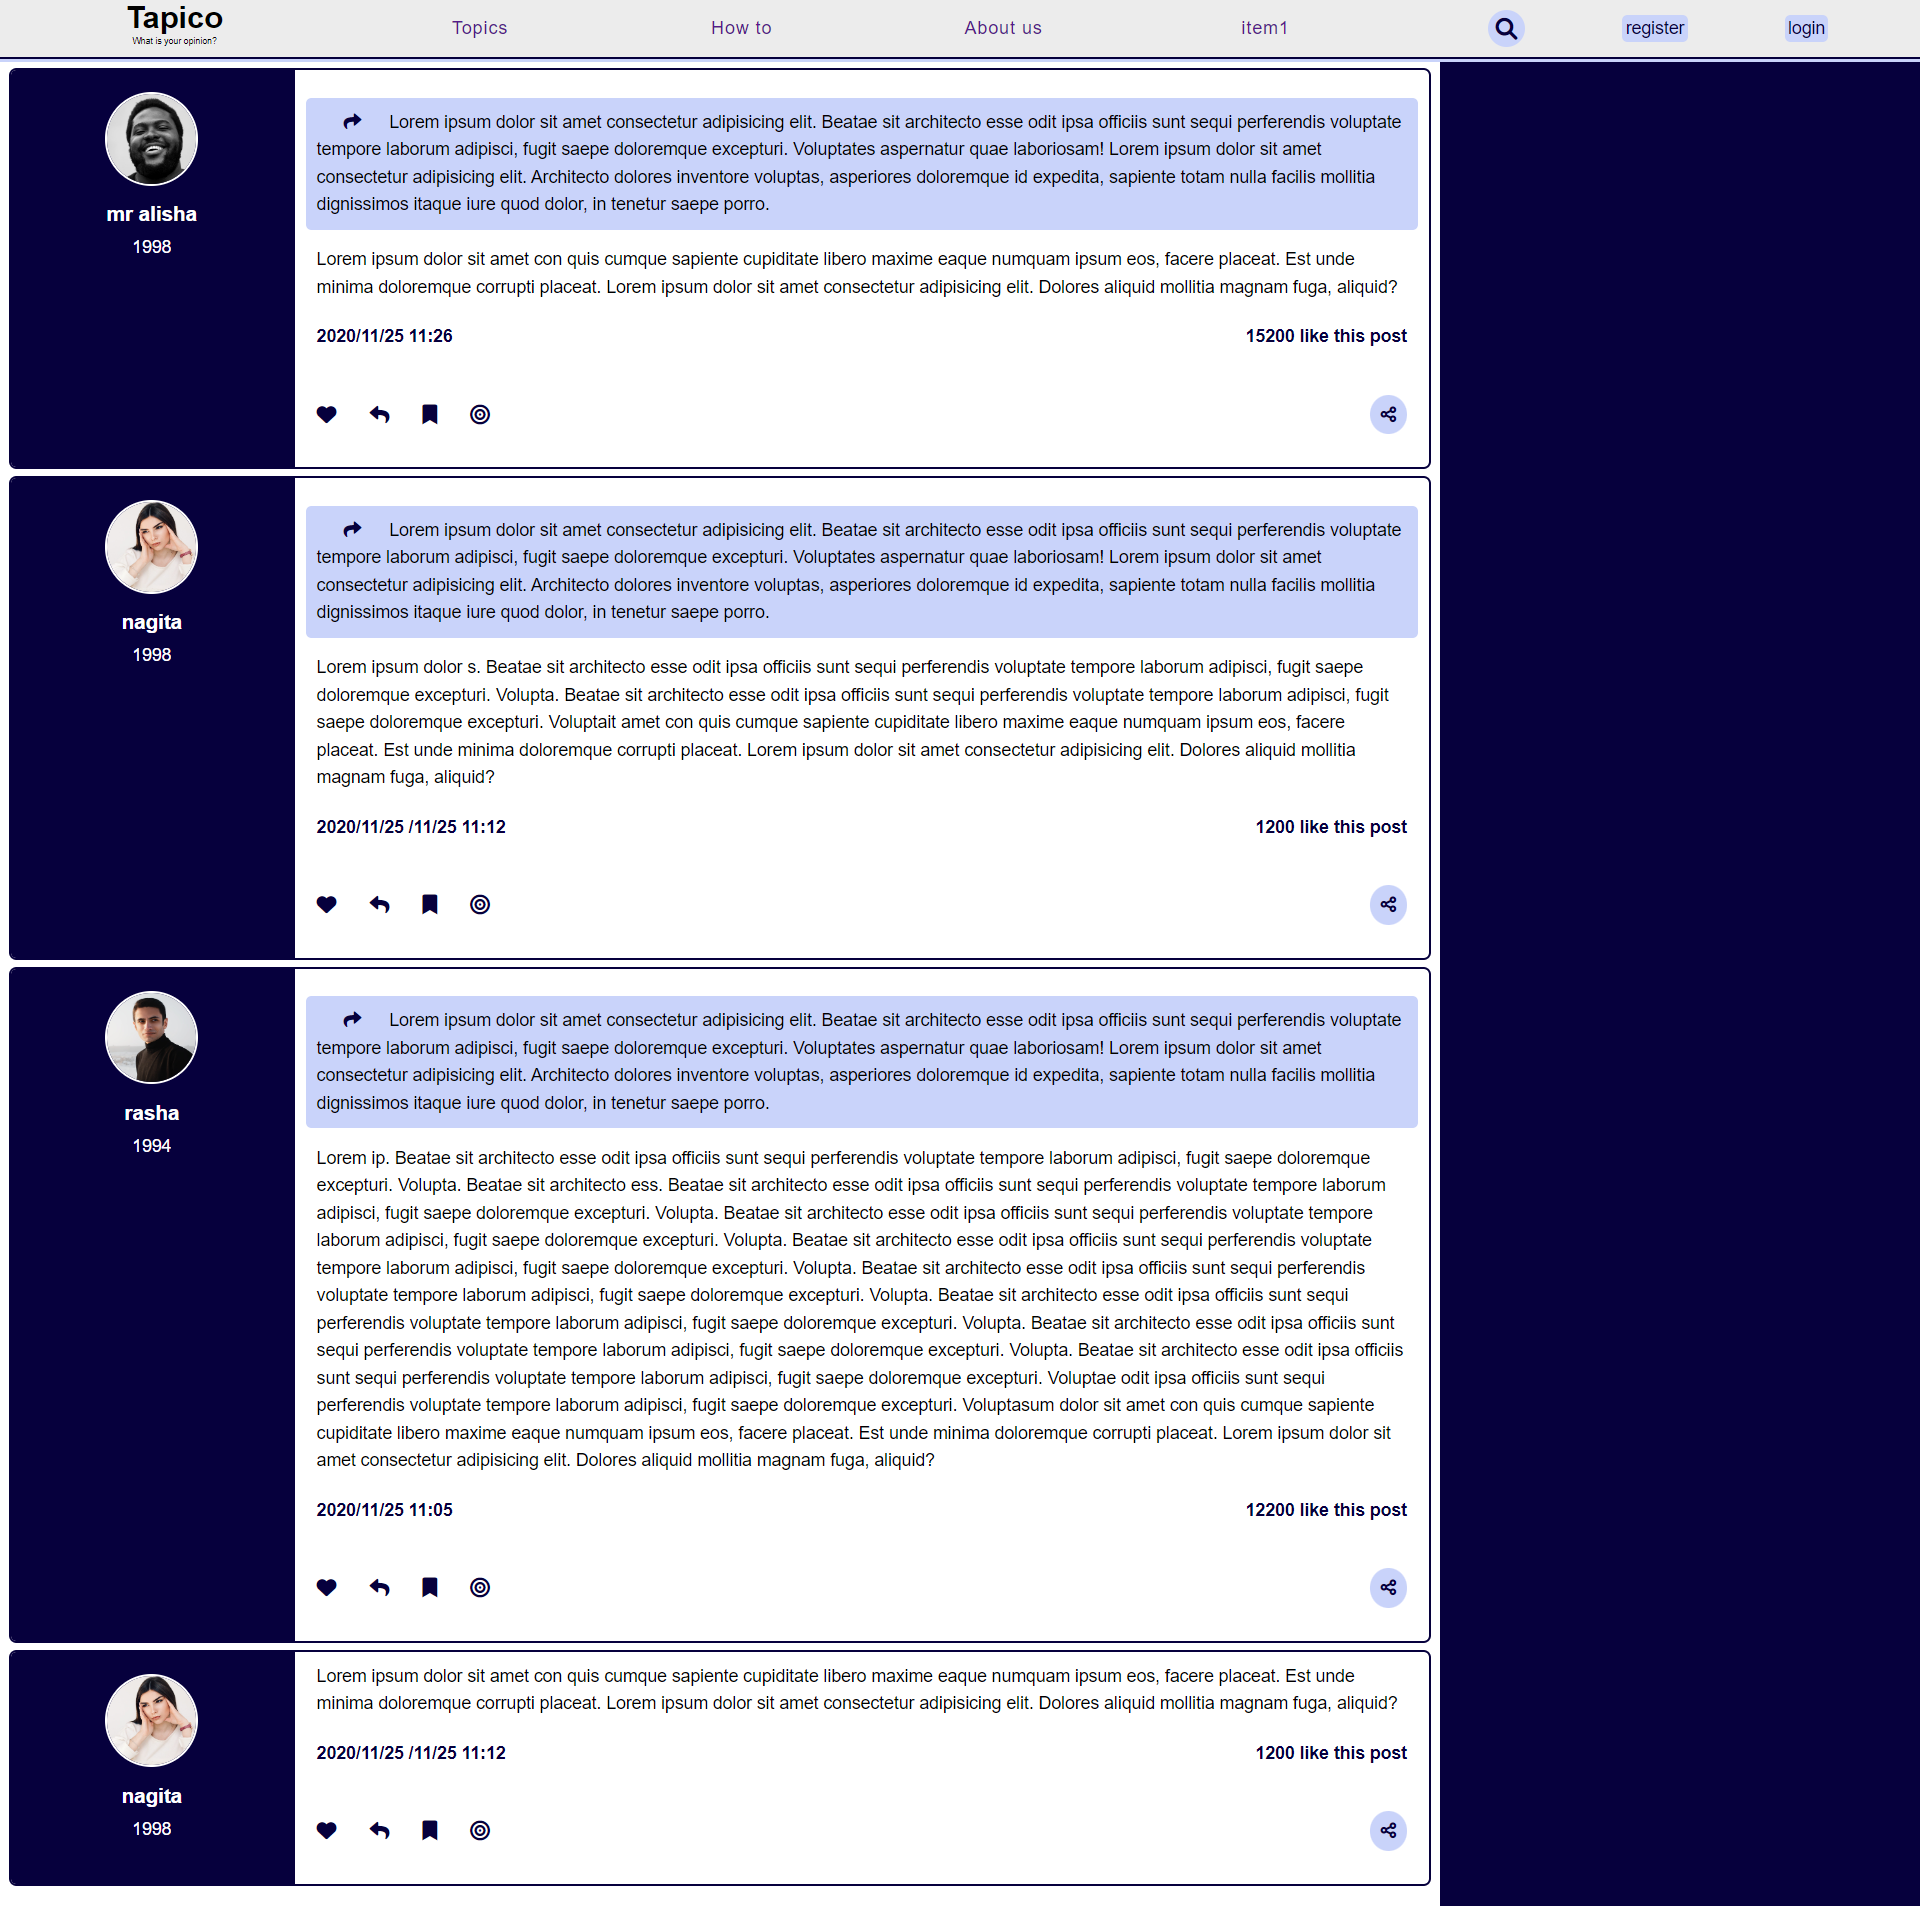 Tapico
What is your opinion?
Topics
How to
About us
item1
register
login
mr alisha
1998
Lorem ipsum dolor sit amet consectetur adipisicing elit. Beatae sit architecto esse odit ipsa officiis sunt sequi perferendis voluptate
tempore laborum adipisci, fugit saepe doloremque excepturi. Voluptates aspernatur quae laboriosam! Lorem ipsum dolor sit amet
consectetur adipisicing elit. Architecto dolores inventore voluptas, asperiores doloremque id expedita, sapiente totam nulla facilis mollitia
dignissimos itaque iure quod dolor, in tenetur saepe porro.
Lorem ipsum dolor sit amet con quis cumque sapiente cupiditate libero maxime eaque numquam ipsum eos, facere placeat. Est unde
minima doloremque corrupti placeat. Lorem ipsum dolor sit amet consectetur adipisicing elit. Dolores aliquid mollitia magnam fuga, aliquid?
2020/11/25 11:26
15200 like this post
nagita
1998
Lorem ipsum dolor sit amet consectetur adipisicing elit. Beatae sit architecto esse odit ipsa officiis sunt sequi perferendis voluptate
tempore laborum adipisci, fugit saepe doloremque excepturi. Voluptates aspernatur quae laboriosam! Lorem ipsum dolor sit amet
consectetur adipisicing elit. Architecto dolores inventore voluptas, asperiores doloremque id expedita, sapiente totam nulla facilis mollitia
dignissimos itaque iure quod dolor, in tenetur saepe porro.
Lorem ipsum dolor s. Beatae sit architecto esse odit ipsa officiis sunt sequi perferendis voluptate tempore laborum adipisci, fugit saepe
doloremque excepturi. Volupta. Beatae sit architecto esse odit ipsa officiis sunt sequi perferendis voluptate tempore laborum adipisci, fugit
saepe doloremque excepturi. Voluptait amet con quis cumque sapiente cupiditate libero maxime eaque numquam ipsum eos, facere
placeat. Est unde minima doloremque corrupti placeat. Lorem ipsum dolor sit amet consectetur adipisicing elit. Dolores aliquid mollitia
magnam fuga, aliquid?
2020/11/25 /11/25 11:12
1200 like this post
rasha
1994
Lorem ipsum dolor sit amet consectetur adipisicing elit. Beatae sit architecto esse odit ipsa officiis sunt sequi perferendis voluptate
tempore laborum adipisci, fugit saepe doloremque excepturi. Voluptates aspernatur quae laboriosam! Lorem ipsum dolor sit amet
consectetur adipisicing elit. Architecto dolores inventore voluptas, asperiores doloremque id expedita, sapiente totam nulla facilis mollitia
dignissimos itaque iure quod dolor, in tenetur saepe porro.
Lorem ip. Beatae sit architecto esse odit ipsa officiis sunt sequi perferendis voluptate tempore laborum adipisci, fugit saepe doloremque
excepturi. Volupta. Beatae sit architecto ess. Beatae sit architecto esse odit ipsa officiis sunt sequi perferendis voluptate tempore laborum
adipisci, fugit saepe doloremque excepturi. Volupta. Beatae sit architecto esse odit ipsa officiis sunt sequi perferendis voluptate tempore
laborum adipisci, fugit saepe doloremque excepturi. Volupta. Beatae sit architecto esse odit ipsa officiis sunt sequi perferendis voluptate
tempore laborum adipisci, fugit saepe doloremque excepturi. Volupta. Beatae sit architecto esse odit ipsa officiis sunt sequi perferendis
voluptate tempore laborum adipisci, fugit saepe doloremque excepturi. Volupta. Beatae sit architecto esse odit ipsa officiis sunt sequi
perferendis voluptate tempore laborum adipisci, fugit saepe doloremque excepturi. Volupta. Beatae sit architecto esse odit ipsa officiis sunt
sequi perferendis voluptate tempore laborum adipisci, fugit saepe doloremque excepturi. Volupta. Beatae sit architecto esse odit ipsa officiis
sunt sequi perferendis voluptate tempore laborum adipisci, fugit saepe doloremque excepturi. Voluptae odit ipsa officiis sunt sequi
perferendis voluptate tempore laborum adipisci, fugit saepe doloremque excepturi. Voluptasum dolor sit amet con quis cumque sapiente
cupiditate libero maxime eaque numquam ipsum eos, facere placeat. Est unde minima doloremque corrupti placeat. Lorem ipsum dolor sit
amet consectetur adipisicing elit. Dolores aliquid mollitia magnam fuga, aliquid?
2020/11/25 11:05
12200 like this post
nagita
1998
Lorem ipsum dolor sit amet con quis cumque sapiente cupiditate libero maxime eaque numquam ipsum eos, facere placeat. Est unde
minima doloremque corrupti placeat. Lorem ipsum dolor sit amet consectetur adipisicing elit. Dolores aliquid mollitia magnam fuga, aliquid?
2020/11/25 /11/25 11:12
1200 like this post